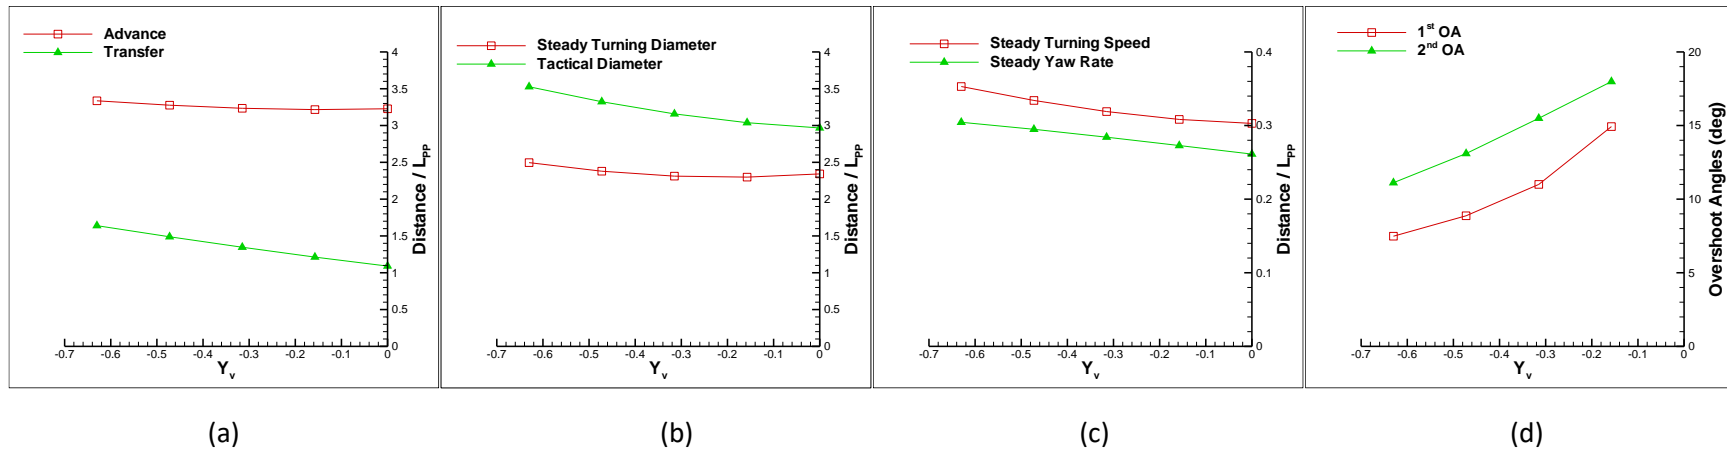 Advance
Transfer
4
3.5
3
2.5
2
1.5
1
0.5
0
Distance / LPP
-0.7 -0.6 -0.5 -0.4 -0.3 -0.2 -0.1 0
Yv
(a)
Steady Turning Diameter
Tactical Diameter
4
3.5
3
2.5
2
1.5
1
0.5
0
Distance / LPP
-0.7 -0.6 -0.5 -0.4 -0.3 -0.2 -0.1 0
Yv
(b)
Steady Turning Speed
Steady Yaw Rate
0.4
0.3
0.2
0.1
0
Distance / LPP
-0.7 -0.6 -0.5 -0.4 -0.3 -0.2 -0.1 0
Yv
(c)
1st OA
2nd OA
20
15
10
5
0
Overshoot Angles (deg)
-0.7 -0.6 -0.5 -0.4 -0.3 -0.2 -0.1 0
Yv
(d)